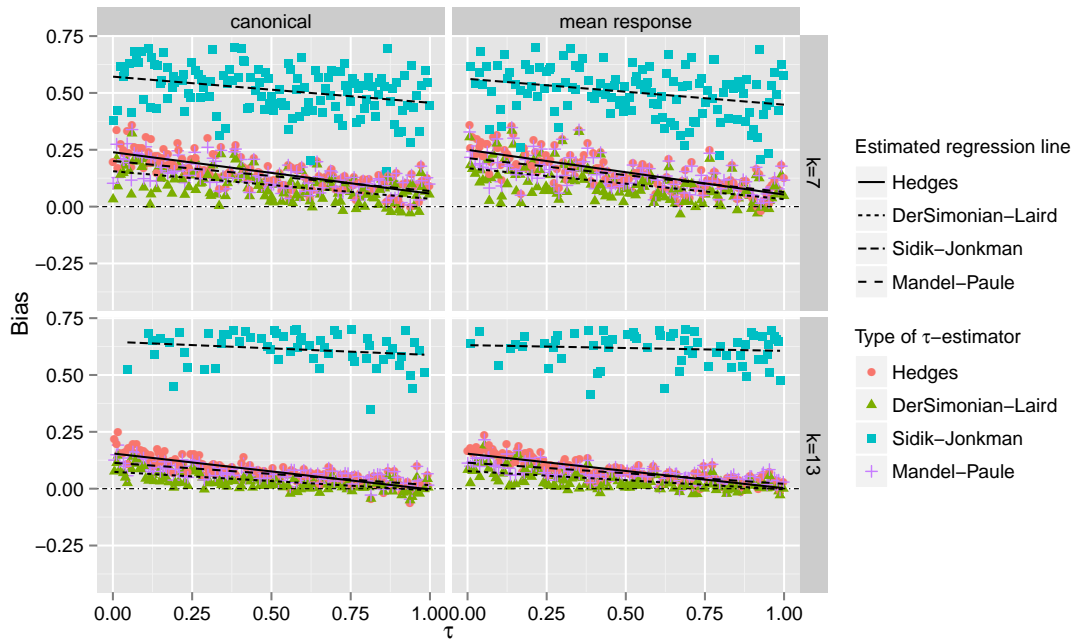 canonical
mean response
0.75
0.50
0.25
0.00
−0.25
k=7
0.75
0.50
0.25
0.00
−0.25
k=13
Bias
0.00
0.25
0.50
0.75
1.00
0.00
0.25
0.50
0.75
1.00
τ
Estimated regression line
Hedges
DerSimonian−Laird
Sidik−Jonkman
Mandel−Paule
Type of τ−estimator
Hedges
DerSimonian−Laird
Sidik−Jonkman
Mandel−Paule